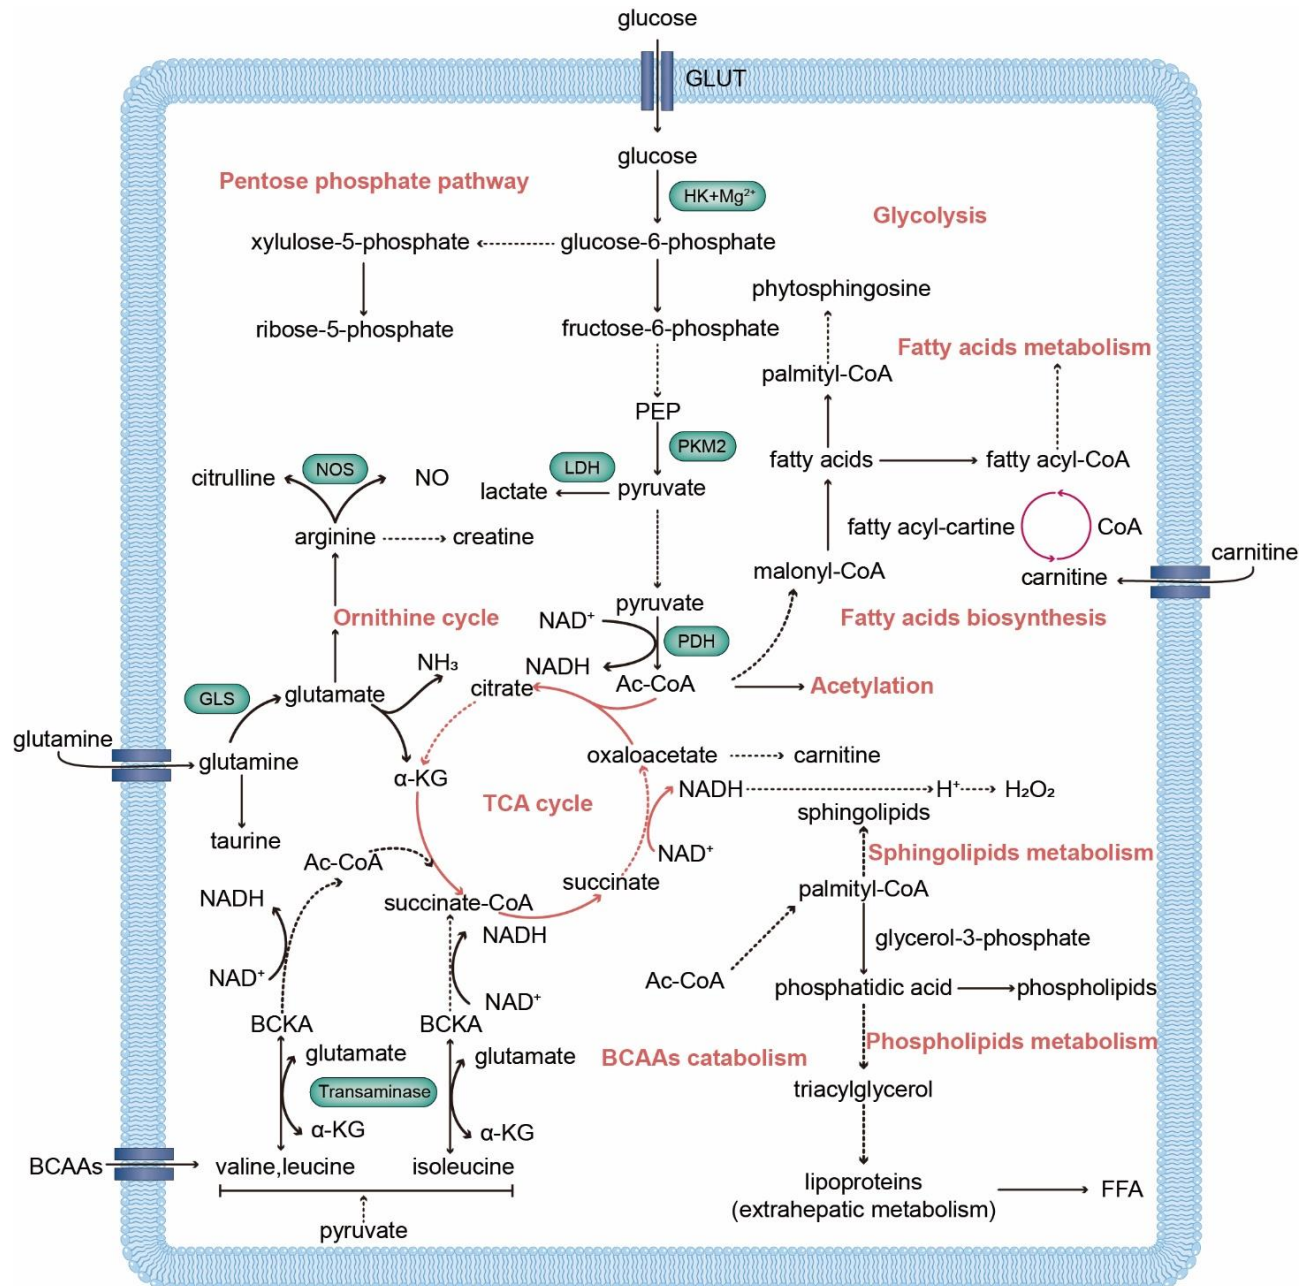 glucose
GLUT
glucose
Pentose phosphate pathway
HK+Mg²⁺
Glycolysis
xylulose-5-phosphate
glucose-6-phosphate
phytosphingosine
ribose-5-phosphate
fructose-6-phosphate
Fatty acids metabolism
palmityl-CoA
PEP
PKM2
NOS
LDH
fatty acids
fatty acyl-CoA
citrulline
NO
lactate
pyruvate
arginine
creatine
fatty acyl-cartine
CoA
carnitine
malonyl-CoA
carnitine
pyruvate
Ornithine cycle
NAD⁺
Fatty acids biosynthesis
PDH
NH₃
NADH
GLS
glutamate
citrate
Ac-CoA
Acetylation
glutamine
glutamine
oxaloacetate
carnitine
α-KG
NADH
H⁺
H₂O₂
TCA cycle
sphingolipids
taurine
NAD⁺
Sphingolipids metabolism
Ac-CoA
succinate
palmityl-CoA
NADH
succinate-CoA
NADH
glycerol-3-phosphate
NAD⁺
Ac-CoA
phosphatidic acid
phospholipids
NAD⁺
BCKA
BCKA
glutamate
glutamate
BCAAs catabolism
Phospholipids metabolism
Transaminase
triacylglycerol
α-KG
α-KG
BCAAs
valine,leucine
isoleucine
lipoproteins
(extrahepatic metabolism)
FFA
pyruvate